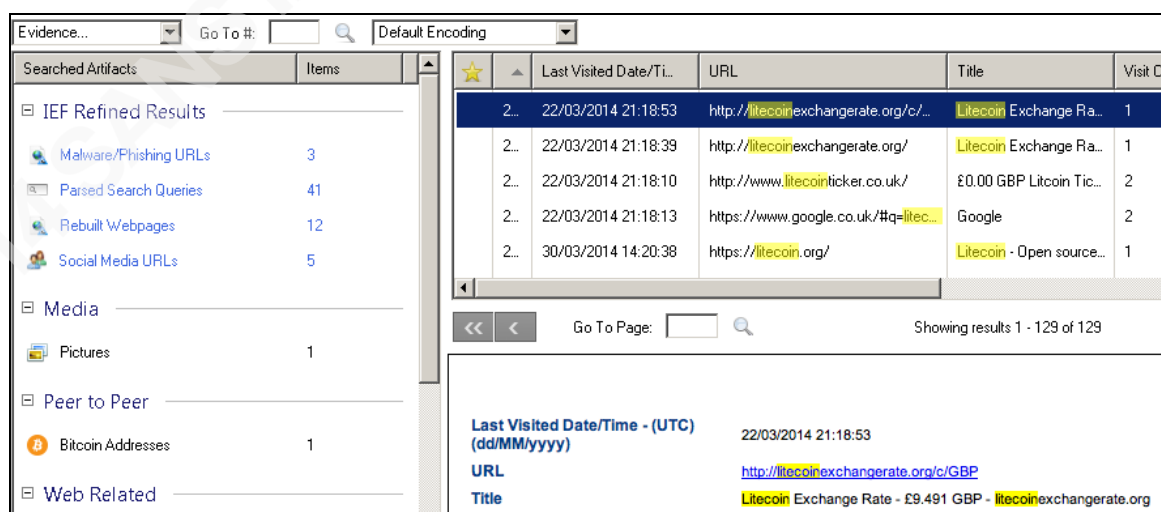 Evidence... Go To #: Default Encoding
Searched Artifacts Items
IEF Refined Results
Malware/Phishing URLs 3
Parsed Search Queries 41
Rebuilt Webpages 12
Social Media URLs 5
Media
Pictures 1
Peer to Peer
Bitcoin Addresses 1
Web Related
Last Visited Date/Ti... URL Title Visit C
2... 22/03/2014 21:18:53 http://litecoinexchangerate.org/c/... Litecoin Exchange Ra... 1
2... 22/03/2014 21:18:39 http://litecoinexchangerate.org/ Litecoin Exchange Ra... 1
2... 22/03/2014 21:18:10 http://www.litecointicker.co.uk/ £0.00 GBP Litcoin Tic... 2
2... 22/03/2014 21:18:13 https://www.google.co.uk/#q=litec... Google 2
2... 30/03/2014 14:20:38 https://litecoin.org/ Litecoin - Open source... 1
<< < Go To Page: Showing results 1 - 129 of 129
Last Visited Date/Time - (UTC)
(dd/MM/yyyy) 22/03/2014 21:18:53
URL http://litecoinexchangerate.org/c/GBP
Title Litecoin Exchange Rate - £9.491 GBP - litecoinexchangerate.org